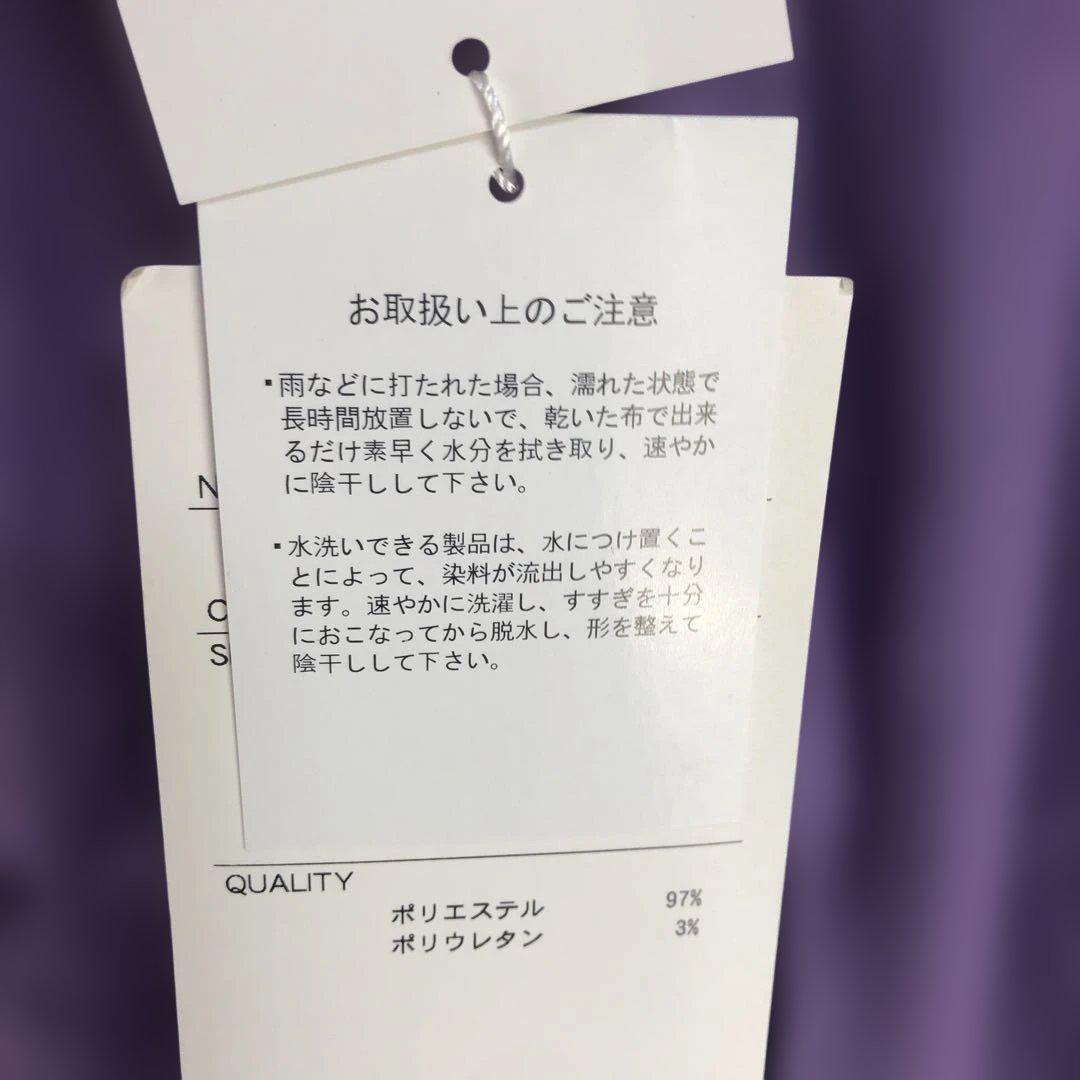 お取扱い上のご注意
・雨などに打たれた場合、濡れた状態で
長時間放置しないで、乾いた布で出来
るだけ素早く水分を拭き取り、速やか
に陰干しして下さい。
・水洗いできる製品は、水につけ置くこ
とによって、染料が流出しやすくなり
ます。速やかに洗濯し、すすぎを十分
におこなってから脱水し、形を整えて
陰干しして下さい。
N
C
S
QUALITY
ポリエステル 97%
ポリウレタン 3%